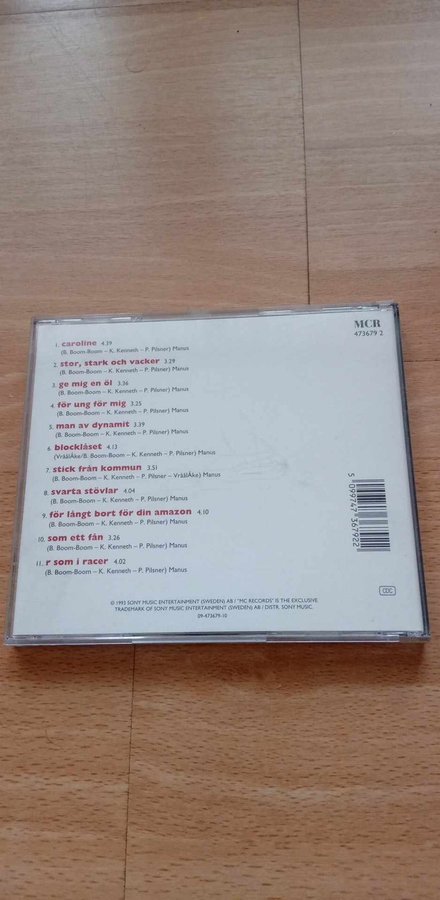 MCR
473679 2
1. caroline 4.39
(B. Boom-Boom – K. Kenneth – P. Pilsner) Manus
2. stor, stark och vacker 3.29
(B. Boom-Boom – K. Kenneth – P. Pilsner) Manus
3. ge mig en öl 3.36
(B. Boom-Boom – K. Kenneth – P. Pilsner) Manus
4. för ung för mig 3.25
(B. Boom-Boom – K. Kenneth – P. Pilsner) Manus
5. man av dynamit 3.39
(B. Boom-Boom – K. Kenneth – P. Pilsner) Manus
6. blocklåset 4.13
(VråålÅke/B. Boom-Boom – K. Kenneth – P. Pilsner) Manus
7. stick från kommun 3.51
(B. Boom-Boom – K. Kenneth – P. Pilsner – VråålÅke) Manus
8. svarta stövlar 4.04
(B. Boom-Boom – K. Kenneth – P. Pilsner) Manus
9. för långt bort för din amazon 4.10
(B. Boom-Boom – K. Kenneth – P. Pilsner) Manus
10. som ett fån 3.26
(B. Boom-Boom – K. Kenneth – P. Pilsner) Manus
11. r som i racer 4.02
(B. Boom-Boom – K. Kenneth – P. Pilsner) Manus
5 099747 367922
CDC
© 1993 SONY MUSIC ENTERTAINMENT (SWEDEN) AB / "MC RECORDS" IS THE EXCLUSIVE
TRADEMARK OF SONY MUSIC ENTERTAINMENT (SWEDEN) AB / DISTR. SONY MUSIC.
09-473679-10